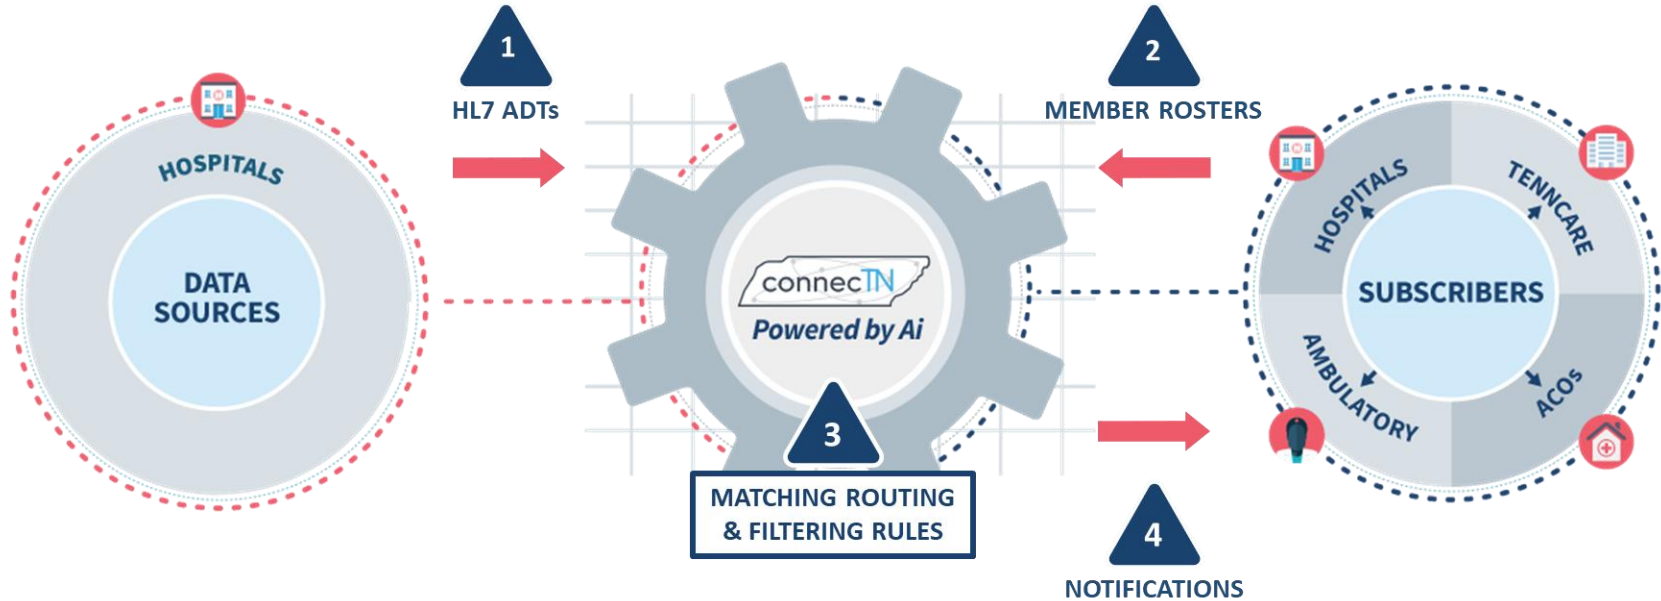 1
HL7 ADTs
2
MEMBER ROSTERS
HOSPITALS
DATA
SOURCES
connecTN
Powered by Ai
3
MATCHING ROUTING
& FILTERING RULES
HOSPITALS
TENNCARE
SUBSCRIBERS
AMBULATORY
ACOs
4
NOTIFICATIONS